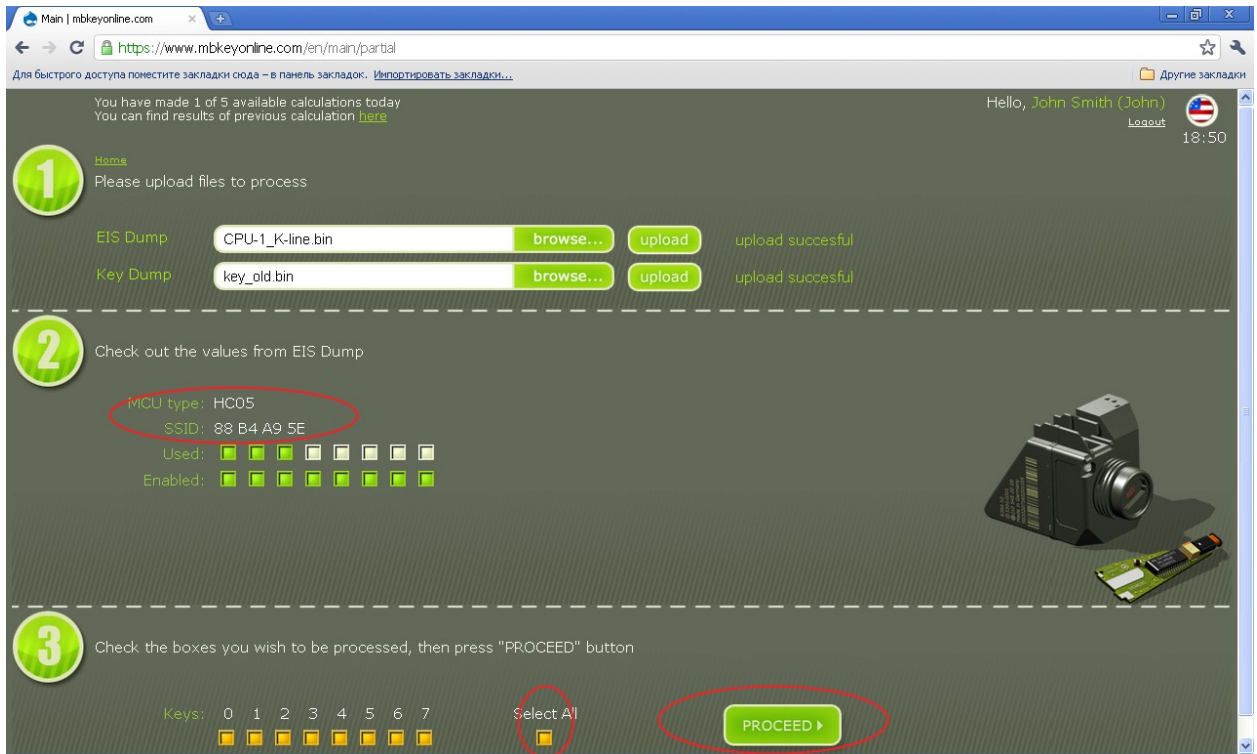 Main | mbkeyonline.com
https://www.mbkeyonline.com/en/main/partial
Для быстрого доступа поместите закладки сюда – в панель закладок. Импортировать закладки...
Другие закладки
You have made 1 of 5 available calculations today
You can find results of previous calculation here
Hello, John Smith (John)
Logout
18:50
1
Home
Please upload files to process
EIS Dump CPU-1_K-line.bin browse... upload upload succesful
Key Dump key_old.bin browse... upload upload succesful
2
Check out the values from EIS Dump
MCU type: HC05
SSID: 88 B4 A9 5E
Used:
Enabled:
3
Check the boxes you wish to be processed, then press "PROCEED" button
Keys: 0 1 2 3 4 5 6 7 Select All
PROCEED